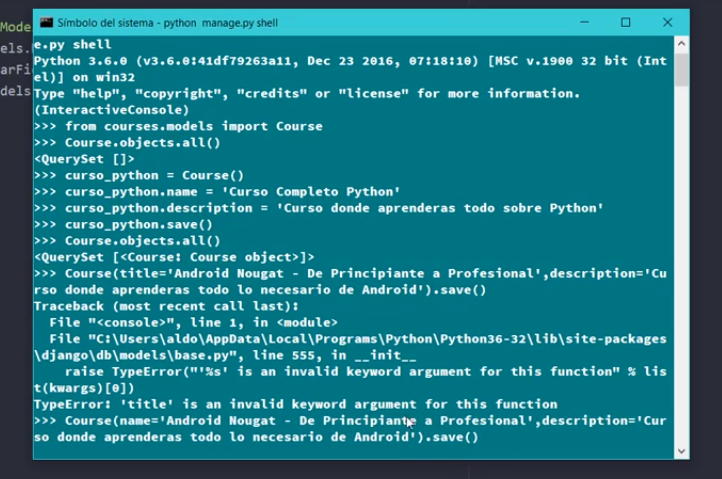 Mode
els.
arFi
dels
Símbolo del sistema - python manage.py shell
e.py shell
Python 3.6.0 (v3.6.0:41df79263a11, Dec 23 2016, 07:18:10) [MSC v.1900 32 bit (Int
el)] on win32
Type "help", "copyright", "credits" or "license" for more information.
(InteractiveConsole)
>>> from courses.models import Course
>>> Course.objects.all()
<QuerySet []>
>>> curso_python = Course()
>>> curso_python.name = 'Curso Completo Python'
>>> curso_python.description = 'Curso donde aprenderas todo sobre Python'
>>> curso_python.save()
>>> Course.objects.all()
<QuerySet [<Course: Course object>]>
>>> Course(title='Android Nougat - De Principiante a Profesional',description='Cu
rso donde aprenderas todo lo necesario de Android').save()
Traceback (most recent call last):
  File "<console>", line 1, in <module>
  File "C:\Users\aldo\AppData\Local\Programs\Python\Python36-32\lib\site-packages
\django\db\models\base.py", line 555, in __init__
    raise TypeError("'%s' is an invalid keyword argument for this function" % lis
t(kwargs)[0])
TypeError: 'title' is an invalid keyword argument for this function
>>> Course(name='Android Nougat - De Principiante a Profesional',description='Cur
so donde aprenderas todo lo necesario de Android').save()